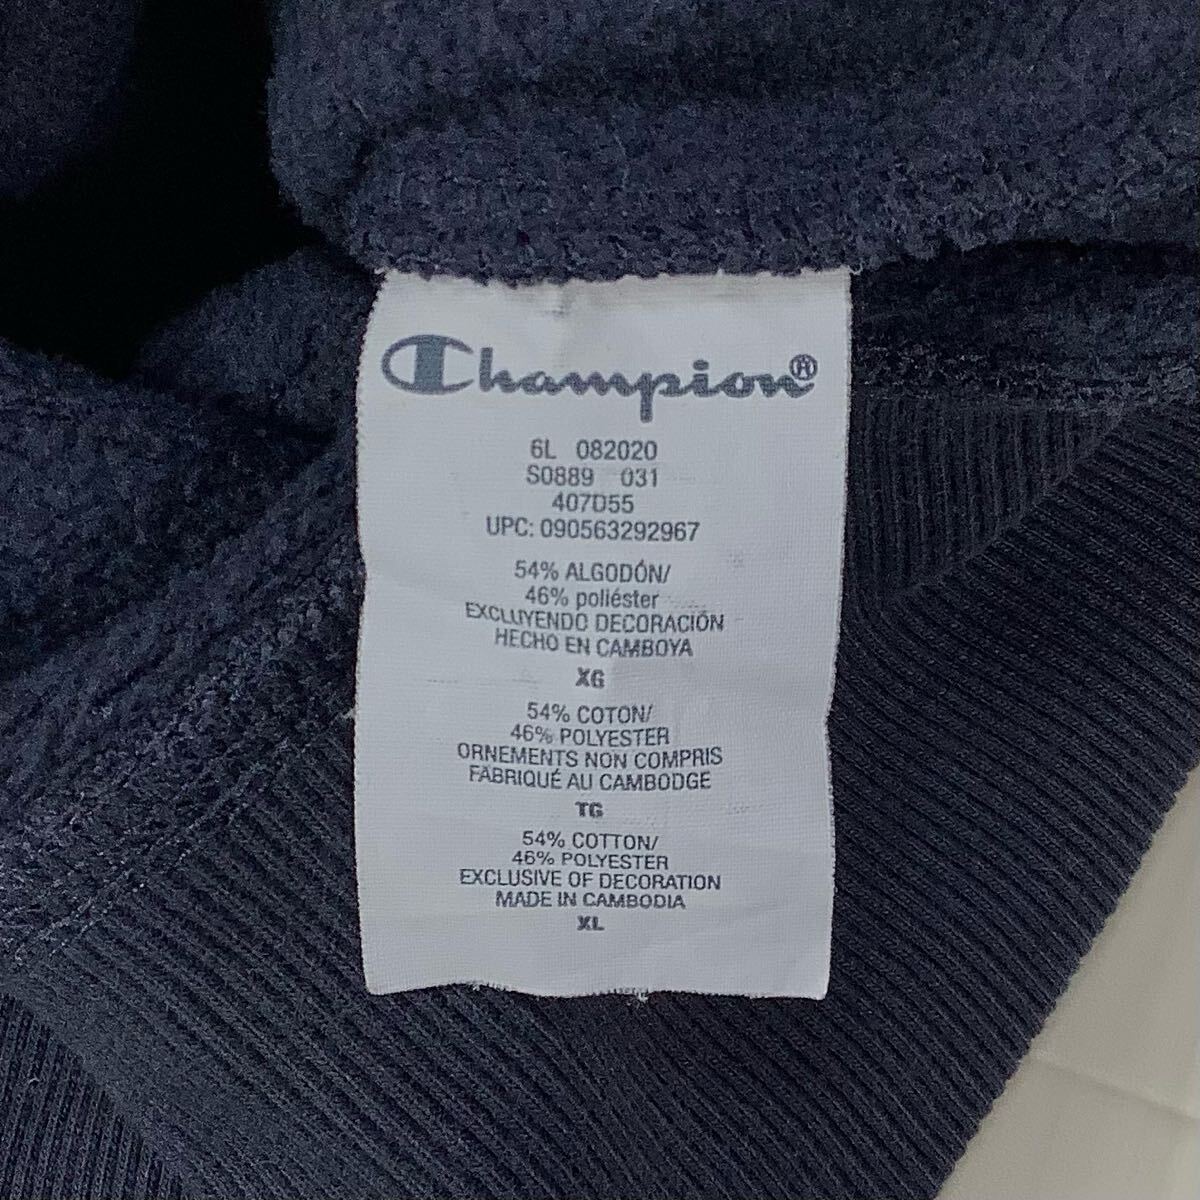 Champion®
6L 082020
S0889 031
407D55
UPC: 090563292967
54% ALGODÓN/
46% poliéster
EXCLUYENDO DECORACIÓN
HECHO EN CAMBOYA
XG
54% COTON/
46% POLYESTER
ORNEMENTS NON COMPRIS
FABRIQUÉ AU CAMBODGE
TG
54% COTTON/
46% POLYESTER
EXCLUSIVE OF DECORATION
MADE IN CAMBODIA
XL